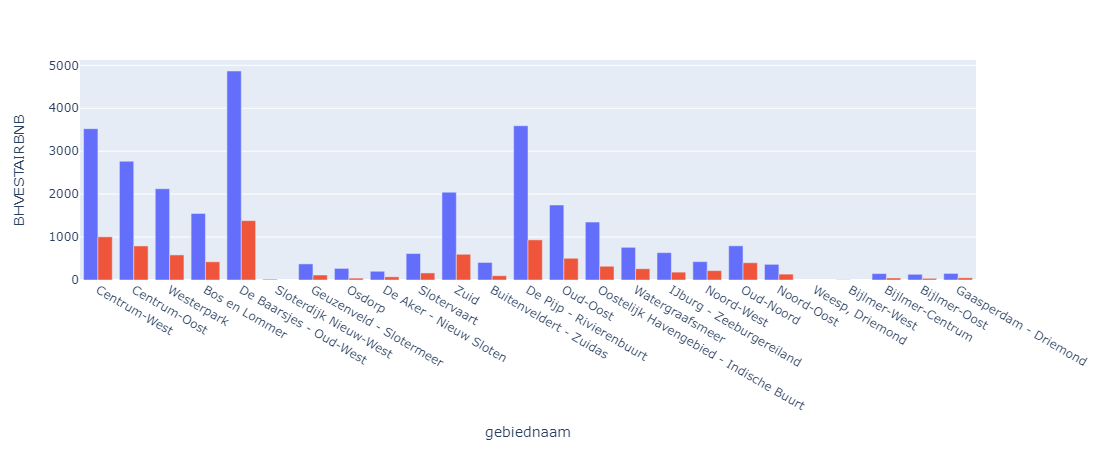 BHVESTAIRBNB
5000
4000
3000
2000
1000
0
Centrum-West
Centrum-Oost
Westerpark
Bos en Lommer
De Baarsjes - Oud-West
Sloterdijk Nieuw-West
Geuzenveld - Slotermeer
Osdorp
De Aker - Nieuw Sloten
Slotervaart
Zuid
Buitenveldert - Zuidas
De Pijp - Rivierenbuurt
Oud-Oost
Oostelijk Havengebied - Indische Buurt
Watergraafsmeer
IJburg - Zeeburgereiland
Noord-West
Oud-Noord
Noord-Oost
Weesp, Driemond
Bijlmer-West
Bijlmer-Centrum
Bijlmer-Oost
Gaasperdam - Driemond
gebiednaam